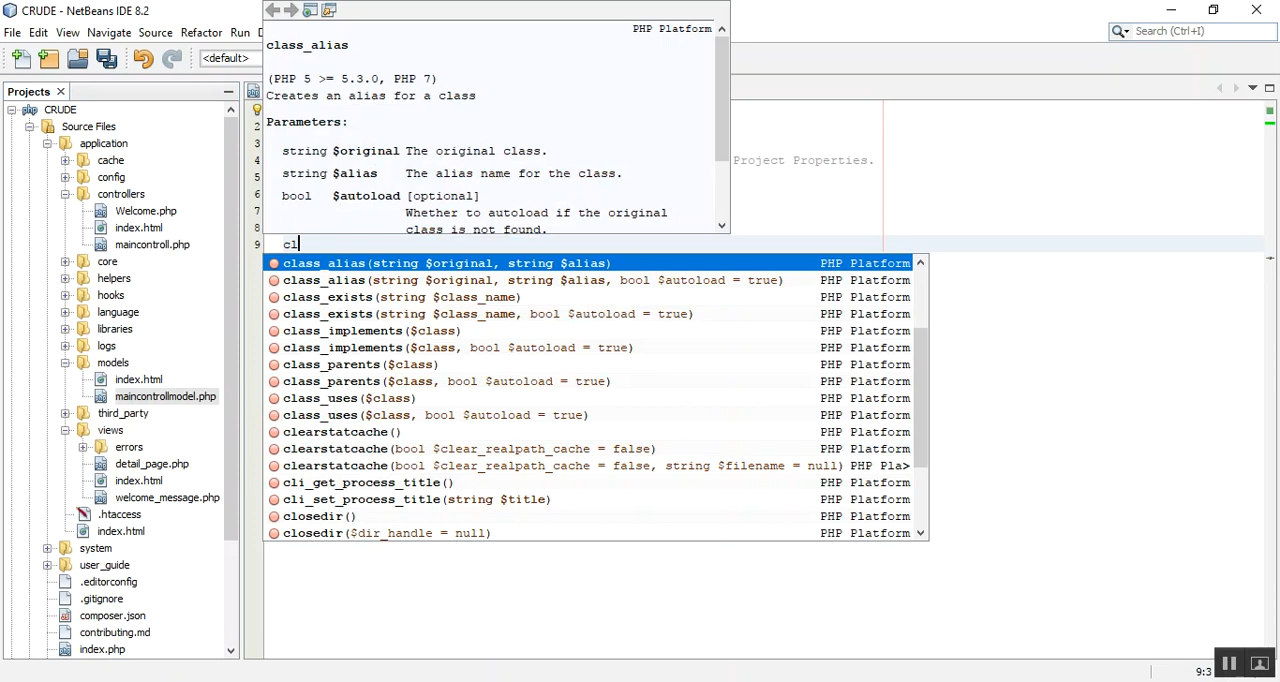 CRUDE - NetBeans IDE 8.2
File Edit View Navigate Source Refactor Run
Search (Ctrl+I)
<default>
Projects
CRUDE
Source Files
application
cache
config
controllers
Welcome.php
index.html
maincontroll.php
core
helpers
hooks
language
libraries
logs
models
index.html
maincontrollmodel.php
third_party
views
errors
detail_page.php
index.html
welcome_message.php
.htaccess
index.html
system
user_guide
.editorconfig
.gitignore
composer.json
contributing.md
index.php
PHP Platform
class_alias
(PHP 5 >= 5.3.0, PHP 7)
Creates an alias for a class
Parameters:
string $original The original class.
string $alias The alias name for the class.
bool $autoload [optional]
Whether to autoload if the original
class is not found.
1
2
3
4 Project Properties.
5
6
7
8
9 cl
class_alias(string $original, string $alias) PHP Platform
class_alias(string $original, string $alias, bool $autoload = true) PHP Platform
class_exists(string $class_name) PHP Platform
class_exists(string $class_name, bool $autoload = true) PHP Platform
class_implements($class) PHP Platform
class_implements($class, bool $autoload = true) PHP Platform
class_parents($class) PHP Platform
class_parents($class, bool $autoload = true) PHP Platform
class_uses($class) PHP Platform
class_uses($class, bool $autoload = true) PHP Platform
clearstatcache() PHP Platform
clearstatcache(bool $clear_realpath_cache = false) PHP Platform
clearstatcache(bool $clear_realpath_cache = false, string $filename = null) PHP Pla>
cli_get_process_title() PHP Platform
cli_set_process_title(string $title) PHP Platform
closedir() PHP Platform
closedir($dir_handle = null) PHP Platform
9:3